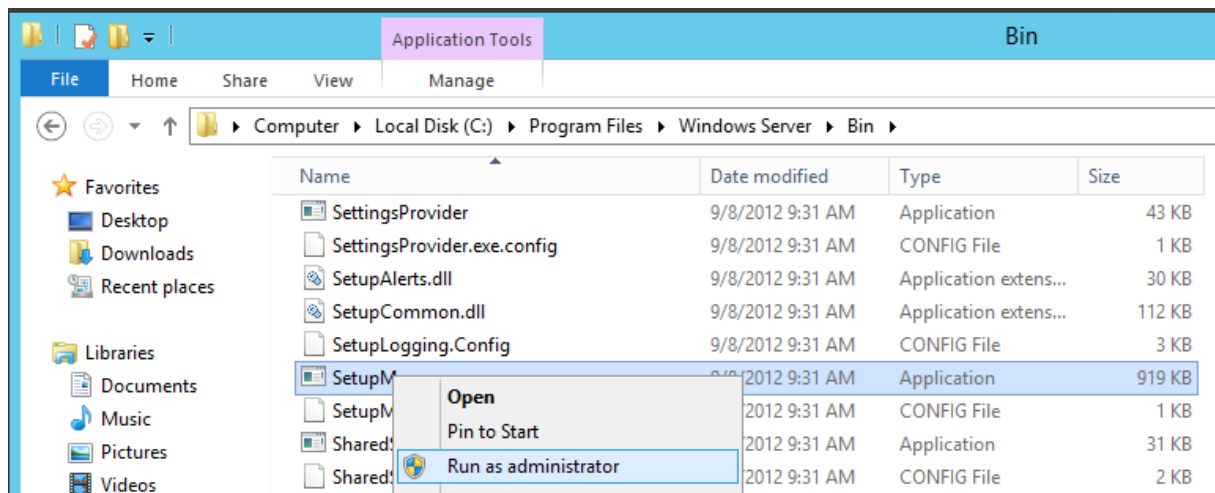 Application Tools
Bin
File Home Share View Manage
Computer Local Disk (C:) Program Files Windows Server Bin
Favorites
Desktop
Downloads
Recent places
Libraries
Documents
Music
Pictures
Videos
Name Date modified Type Size
SettingsProvider 9/8/2012 9:31 AM Application 43 KB
SettingsProvider.exe.config 9/8/2012 9:31 AM CONFIG File 1 KB
SetupAlerts.dll 9/8/2012 9:31 AM Application extens... 30 KB
SetupCommon.dll 9/8/2012 9:31 AM Application extens... 112 KB
SetupLogging.Config 9/8/2012 9:31 AM CONFIG File 3 KB
SetupM /2012 9:31 AM Application 919 KB
SetupM /2012 9:31 AM CONFIG File 1 KB
SharedS /2012 9:31 AM Application 31 KB
SharedS /2012 9:31 AM CONFIG File 2 KB
Open
Pin to Start
Run as administrator